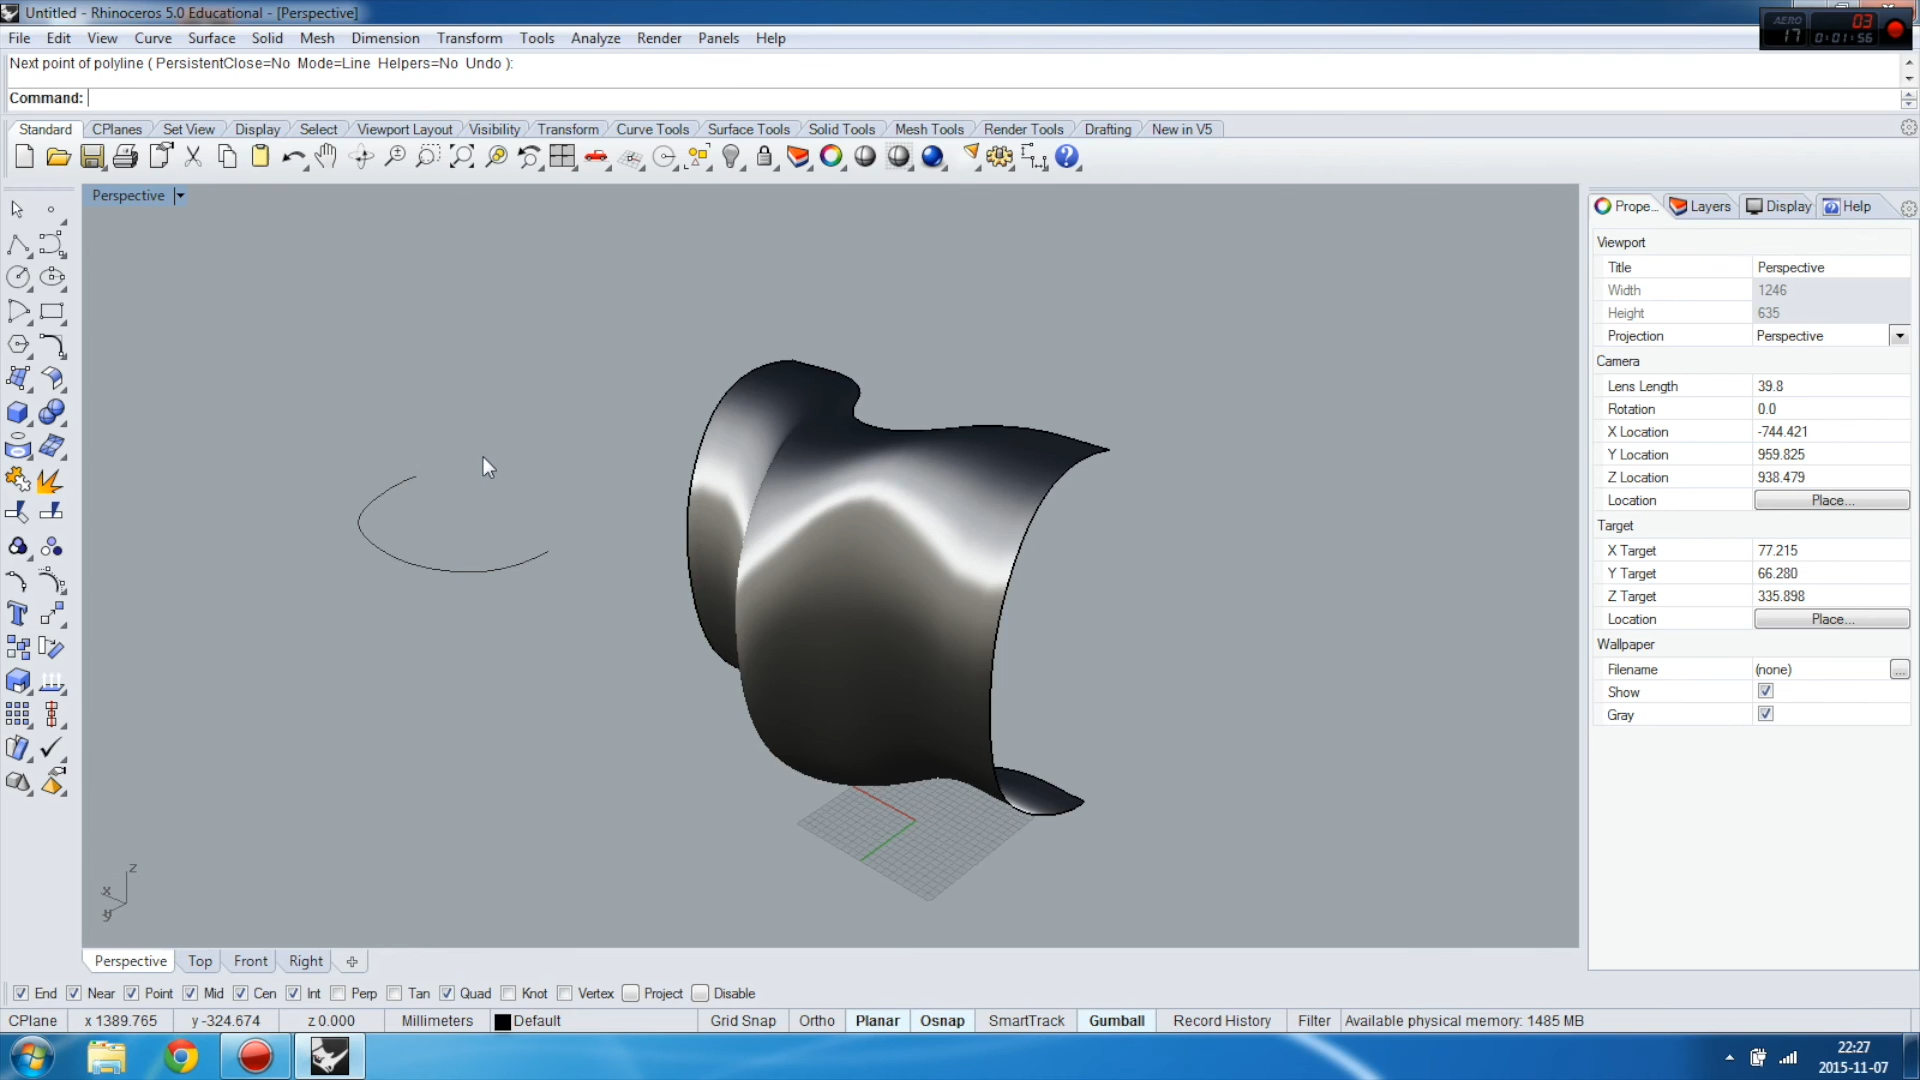 Untitled - Rhinoceros 5.0 Educational - [Perspective]
AERO 17 03 0:01:56
File Edit View Curve Surface Solid Mesh Dimension Transform Tools Analyze Render Panels Help
Next point of polyline ( PersistentClose=No Mode=Line Helpers=No Undo ):
Command:
Standard CPlanes Set View Display Select Viewport Layout Visibility Transform Curve Tools Surface Tools Solid Tools Mesh Tools Render Tools Drafting New in V5
Perspective
Prope... Layers Display Help
Viewport
Title Perspective
Width 1246
Height 635
Projection Perspective
Camera
Lens Length 39.8
Rotation 0.0
X Location -744.421
Y Location 959.825
Z Location 938.479
Location Place...
Target
X Target 77.215
Y Target 66.280
Z Target 335.898
Location Place...
Wallpaper
Filename (none) ...
Show
Gray
z
x
y
Perspective Top Front Right
End Near Point Mid Cen Int Perp Tan Quad Knot Vertex Project Disable
CPlane x 1389.765 y -324.674 z 0.000 Millimeters Default Grid Snap Ortho Planar Osnap SmartTrack Gumball Record History Filter Available physical memory: 1485 MB
22:27
2015-11-07